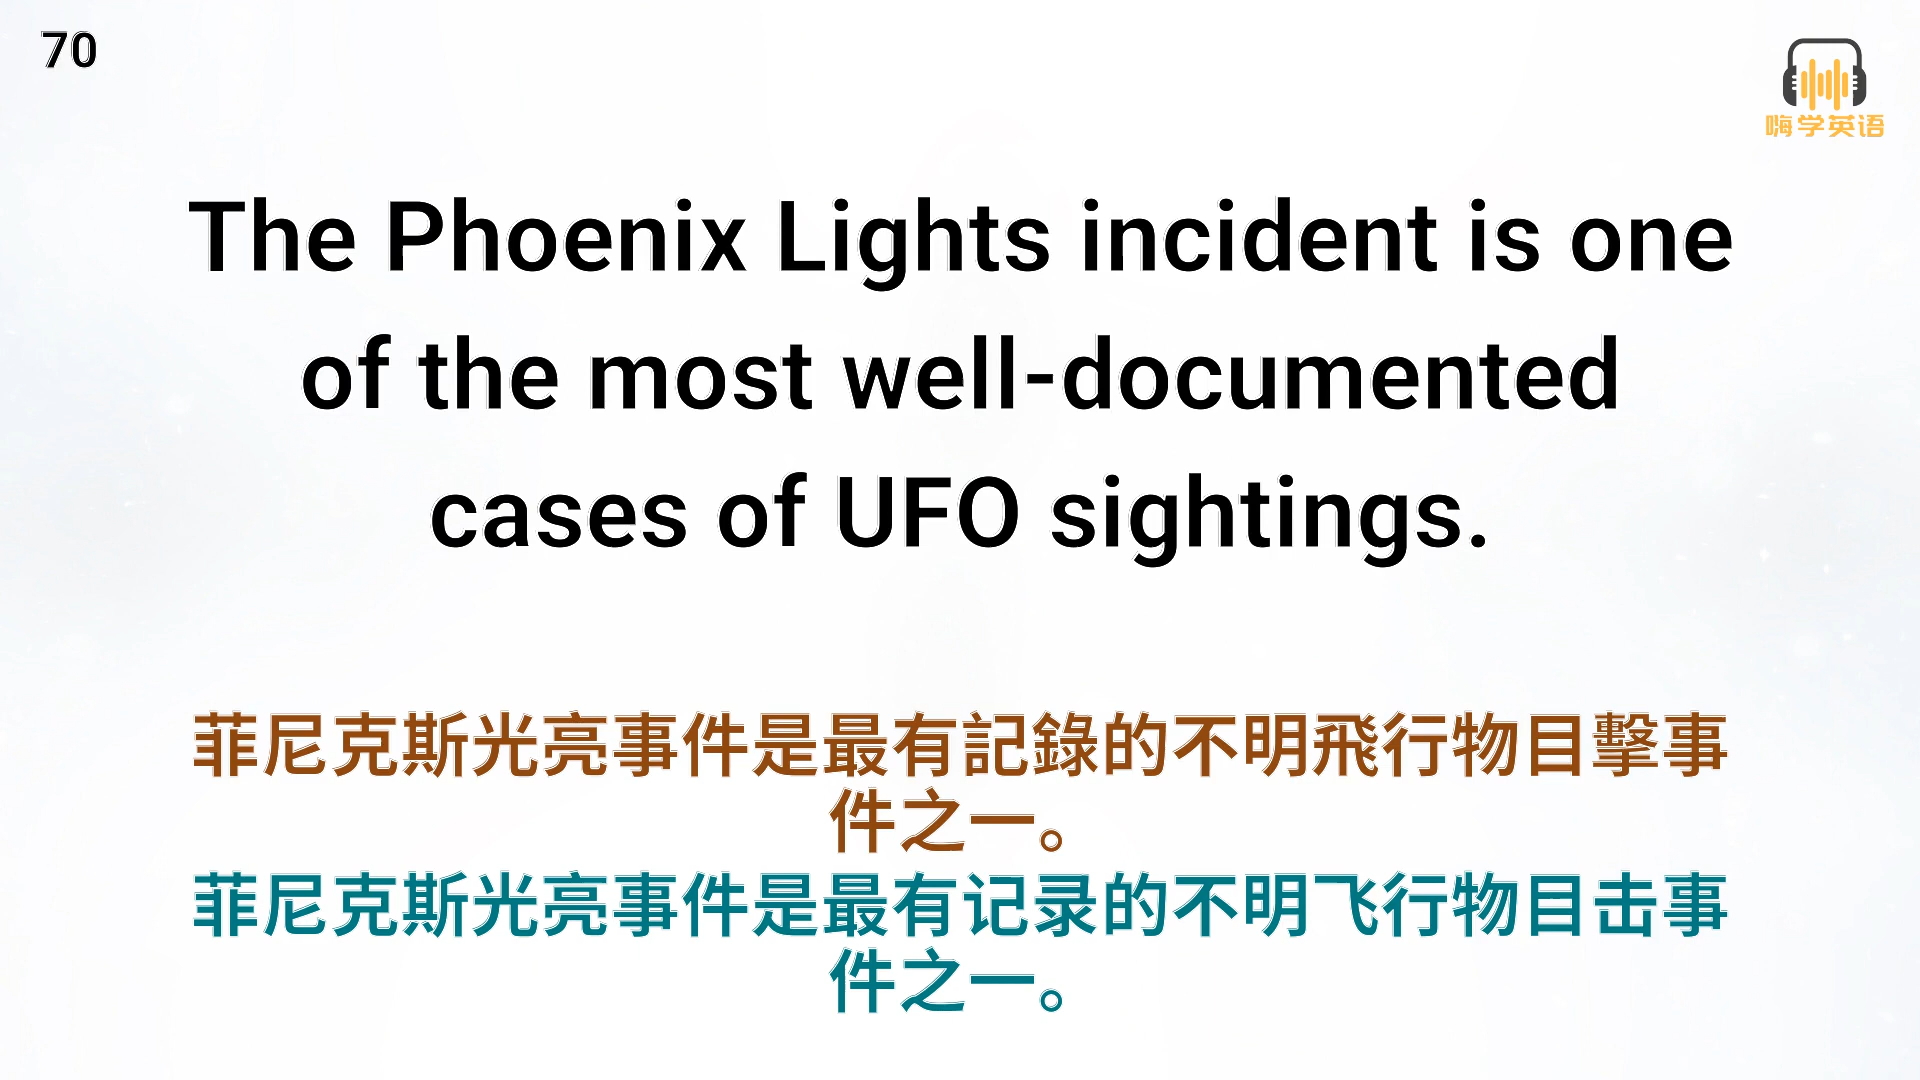 70
嗨学英语
The Phoenix Lights incident is one
of the most well-documented
cases of UFO sightings.
菲尼克斯光亮事件是最有記錄的不明飛行物目擊事
件之一。
菲尼克斯光亮事件是最有记录的不明飞行物目击事
件之一。